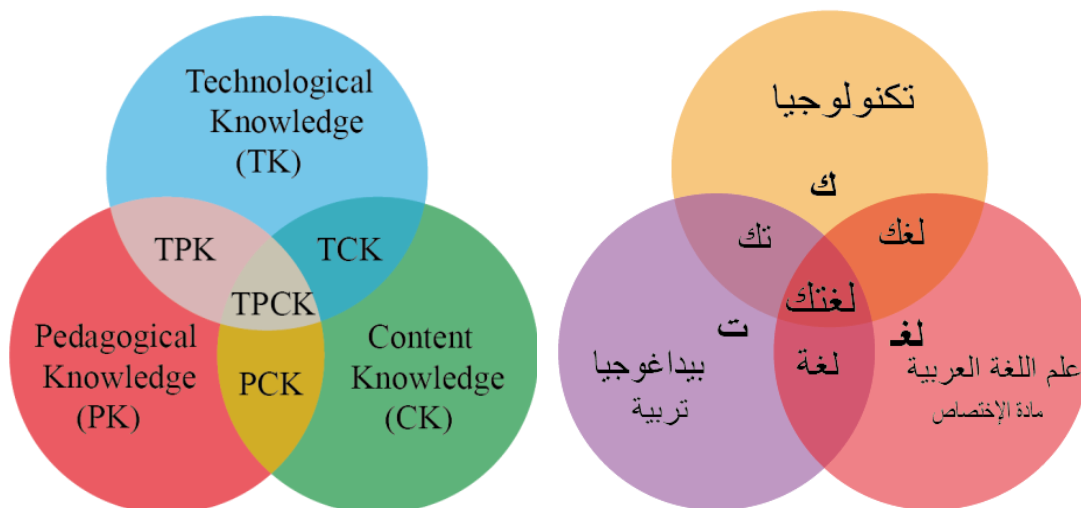 Technological
Knowledge
(TK)
TPK
TCK
TPCK
Pedagogical
Knowledge
(PK)
PCK
Content
Knowledge
(CK)
تكنولوجيا
ك
تك
لغك
لغتك
ت
لغـ
لغة
بيداغوجيا
تربية
علم اللغة العربية
مادة الإختصاص